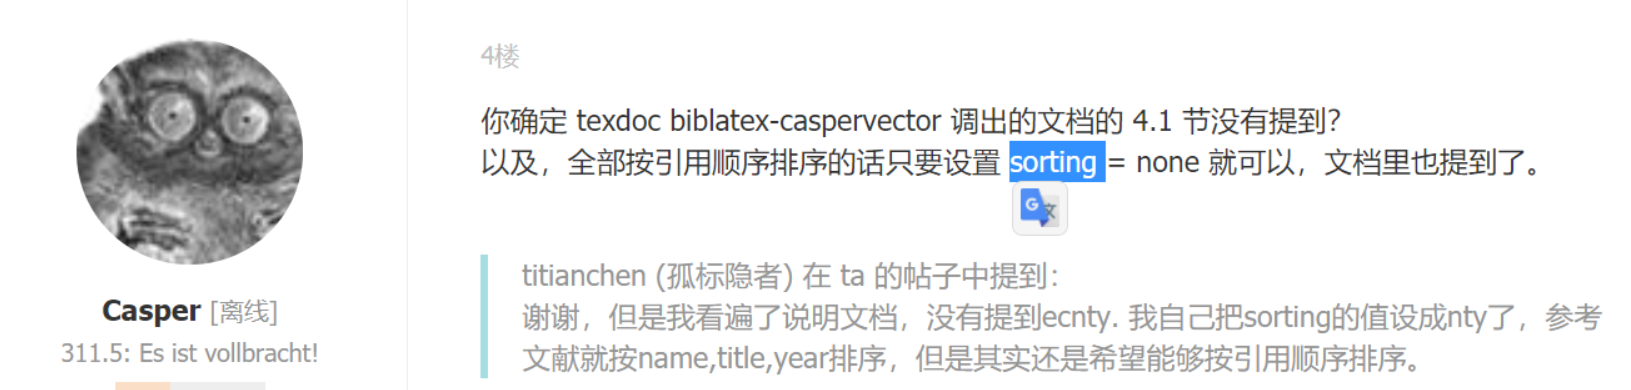 4楼
你确定 texdoc biblatex-caspervector 调出的文档的 4.1 节没有提到？
以及，全部按引用顺序排序的话只要设置 sorting = none 就可以，文档里也提到了。
G文
titianchen (孤标隐者) 在 ta 的帖子中提到：
谢谢，但是我看遍了说明文档，没有提到ecnty. 我自己把sorting的值设成nty了，参考
文献就按name,title,year排序，但是其实还是希望能够按引用顺序排序。
Casper [离线]
311.5: Es ist vollbracht!